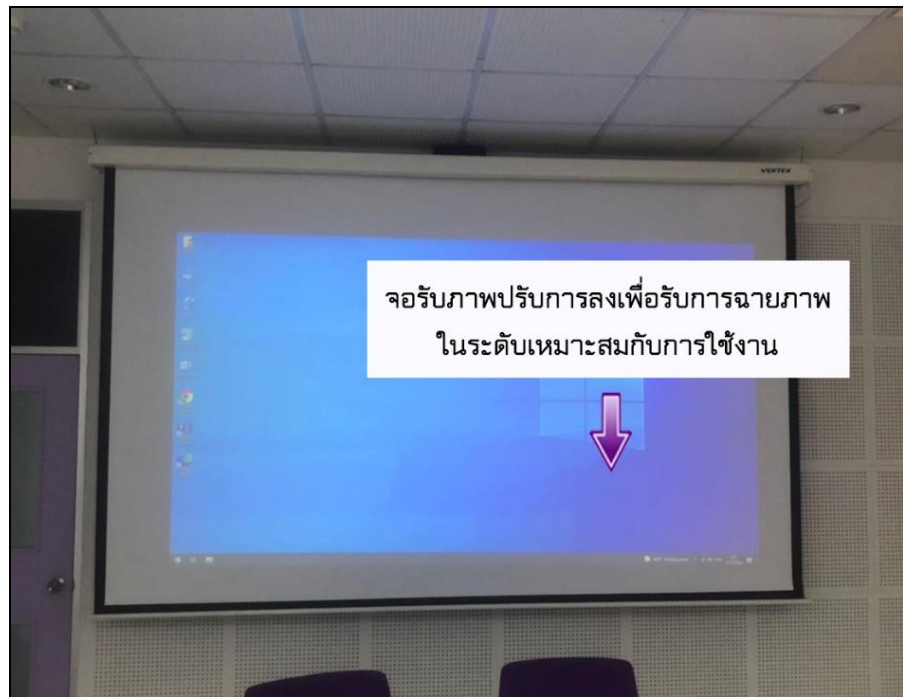 VERTEX
จอรับภาพปรับการลงเพื่อรับการฉายภาพ
ในระดับเหมาะสมกับการใช้งาน